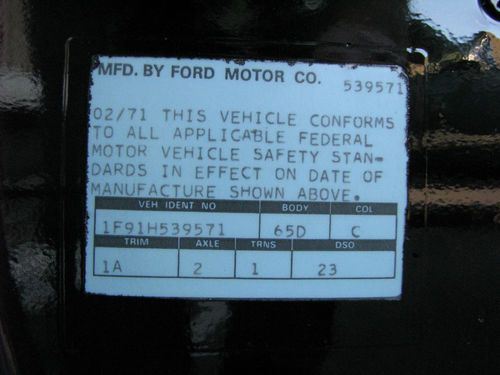 MFD. BY FORD MOTOR CO. 539571
02/71 THIS VEHICLE CONFORMS
TO ALL APPLICABLE FEDERAL
MOTOR VEHICLE SAFETY STAN-
DARDS IN EFFECT ON DATE OF
MANUFACTURE SHOWN ABOVE.
VEH IDENT NO BODY COL
1F91H539571 65D C
TRIM AXLE TRNS DSO
1A 2 1 23